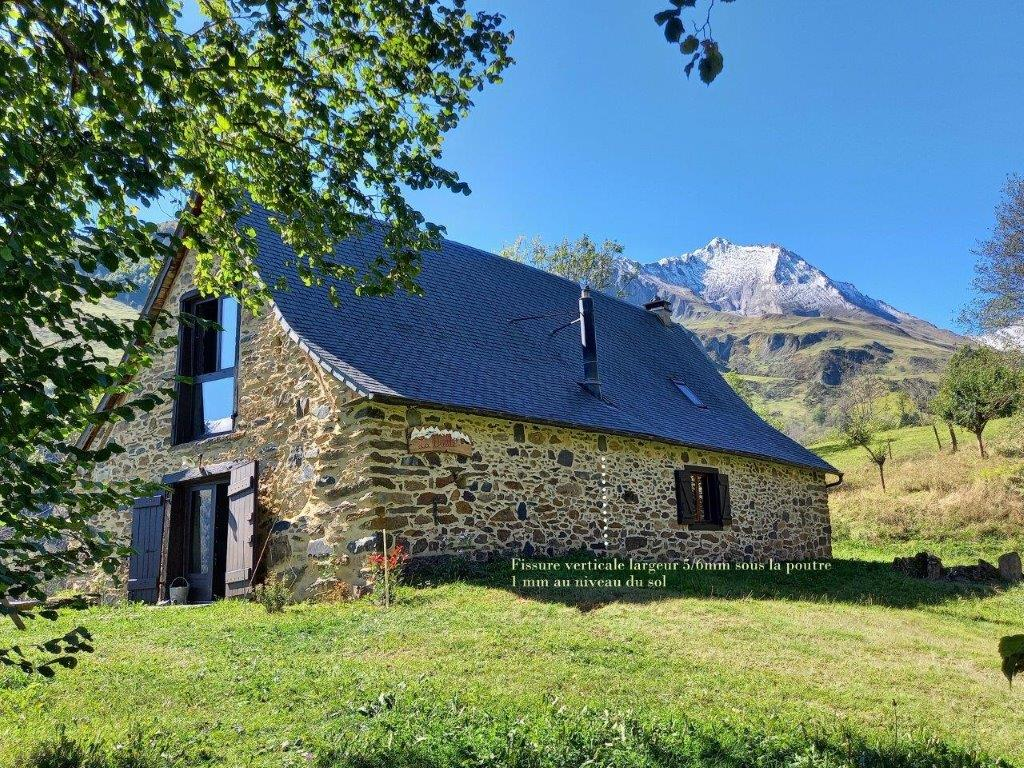 Fissure verticale largeur 5/6mm sous la poutre
1 mm au niveau du sol